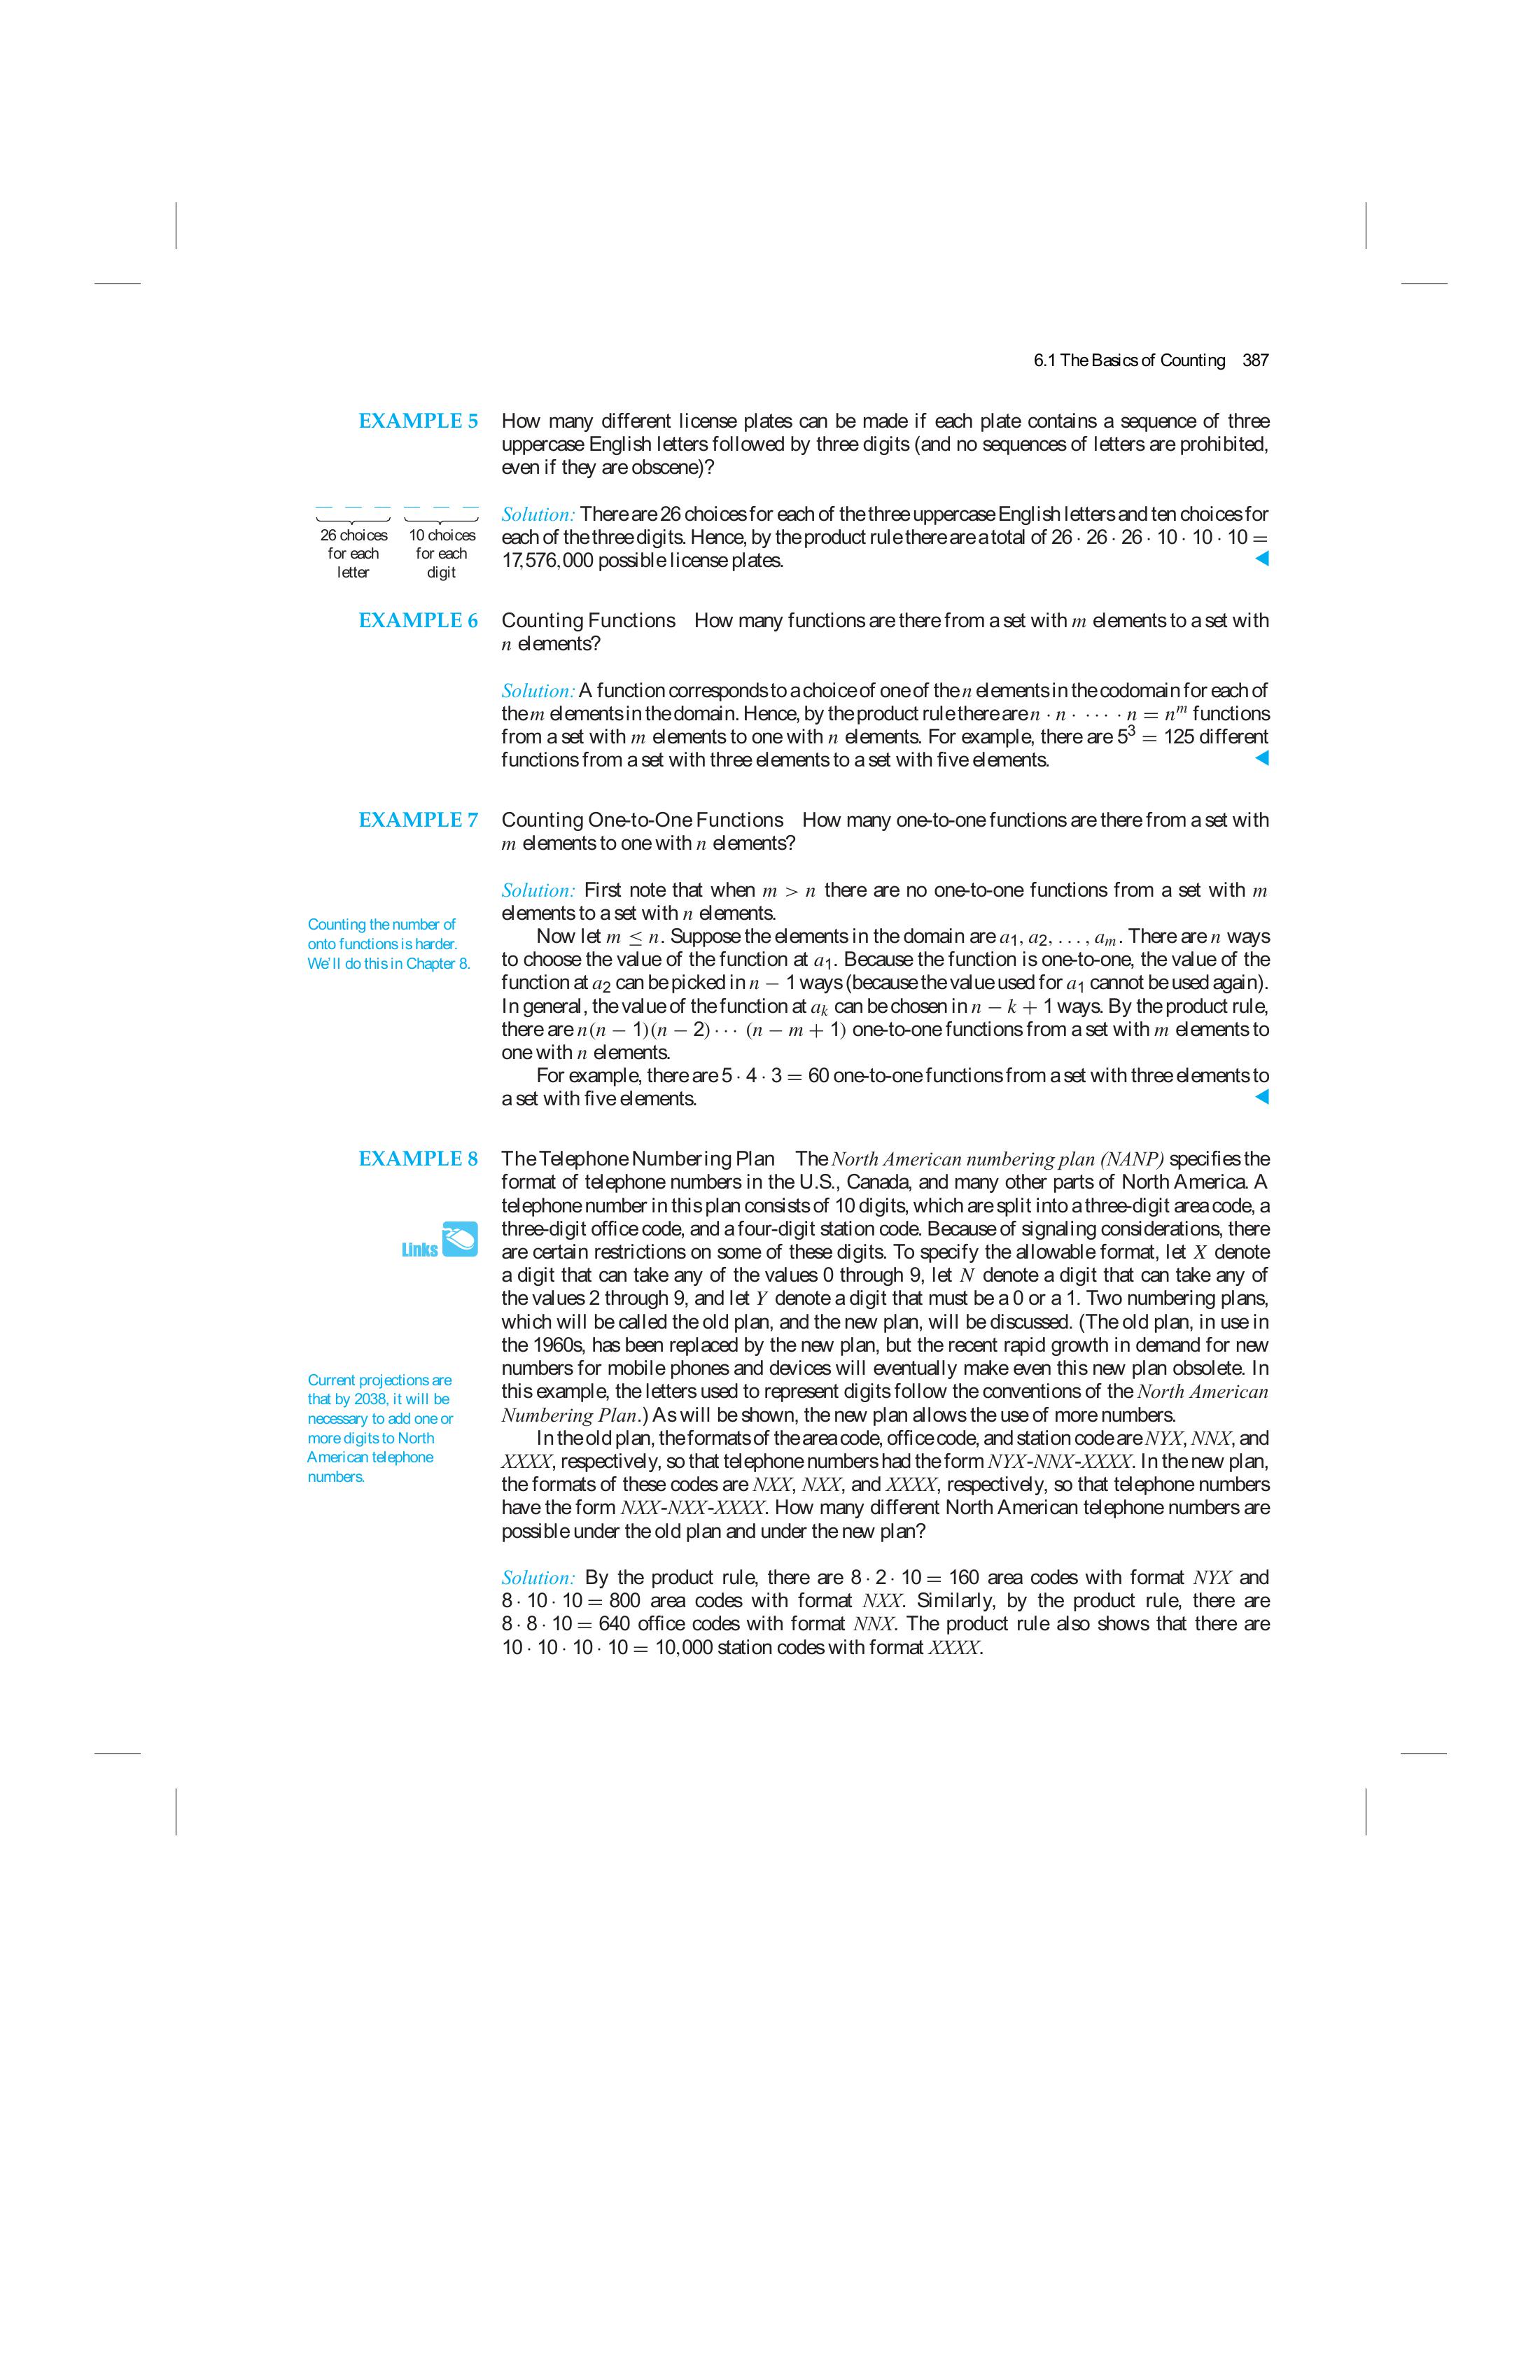 6.1 The Basics of Counting 387
EXAMPLE 5 How many different license plates can be made if each plate contains a sequence of three
uppercase English letters followed by three digits (and no sequences of letters are prohibited,
even if they are obscene)?
_ _ _ _ _ _
26 choices 10 choices
for each for each
letter digit
Solution: There are 26 choices for each of the three uppercase English letters and ten choices for
each of the three digits. Hence, by the product rule there are a total of 26 · 26 · 26 · 10 · 10 · 10 =
17,576,000 possible license plates. ◀
EXAMPLE 6 Counting Functions How many functions are there from a set with m elements to a set with
n elements?
Solution: A function corresponds to a choice of one of the n elements in the codomain for each of
the m elements in the domain. Hence, by the product rule there are n · n · ··· · n = nᵐ functions
from a set with m elements to one with n elements. For example, there are 5³ = 125 different
functions from a set with three elements to a set with five elements. ◀
EXAMPLE 7 Counting One-to-One Functions How many one-to-one functions are there from a set with
m elements to one with n elements?
Solution: First note that when m > n there are no one-to-one functions from a set with m
elements to a set with n elements.
Counting the number of
onto functions is harder.
We'll do this in Chapter 8.
Now let m ≤ n. Suppose the elements in the domain are a₁, a₂, . . . , aₘ. There are n ways
to choose the value of the function at a₁. Because the function is one-to-one, the value of the
function at a₂ can be picked in n − 1 ways (because the value used for a₁ cannot be used again).
In general, the value of the function at aₖ can be chosen in n − k + 1 ways. By the product rule,
there are n(n − 1)(n − 2) ··· (n − m + 1) one-to-one functions from a set with m elements to
one with n elements.
For example, there are 5 · 4 · 3 = 60 one-to-one functions from a set with three elements to
a set with five elements. ◀
EXAMPLE 8 The Telephone Numbering Plan The North American numbering plan (NANP) specifies the
format of telephone numbers in the U.S., Canada, and many other parts of North America. A
telephone number in this plan consists of 10 digits, which are split into a three-digit area code, a
three-digit office code, and a four-digit station code. Because of signaling considerations, there
Links
are certain restrictions on some of these digits. To specify the allowable format, let X denote
a digit that can take any of the values 0 through 9, let N denote a digit that can take any of
the values 2 through 9, and let Y denote a digit that must be a 0 or a 1. Two numbering plans,
which will be called the old plan, and the new plan, will be discussed. (The old plan, in use in
the 1960s, has been replaced by the new plan, but the recent rapid growth in demand for new
numbers for mobile phones and devices will eventually make even this new plan obsolete. In
this example, the letters used to represent digits follow the conventions of the North American
Numbering Plan.) As will be shown, the new plan allows the use of more numbers.
Current projections are
that by 2038, it will be
necessary to add one or
more digits to North
American telephone
numbers.
In the old plan, the formats of the area code, office code, and station code are NYX, NNX, and
XXXX, respectively, so that telephone numbers had the form NYX-NNX-XXXX. In the new plan,
the formats of these codes are NXX, NXX, and XXXX, respectively, so that telephone numbers
have the form NXX-NXX-XXXX. How many different North American telephone numbers are
possible under the old plan and under the new plan?
Solution: By the product rule, there are 8 · 2 · 10 = 160 area codes with format NYX and
8 · 10 · 10 = 800 area codes with format NXX. Similarly, by the product rule, there are
8 · 8 · 10 = 640 office codes with format NNX. The product rule also shows that there are
10 · 10 · 10 · 10 = 10,000 station codes with format XXXX.